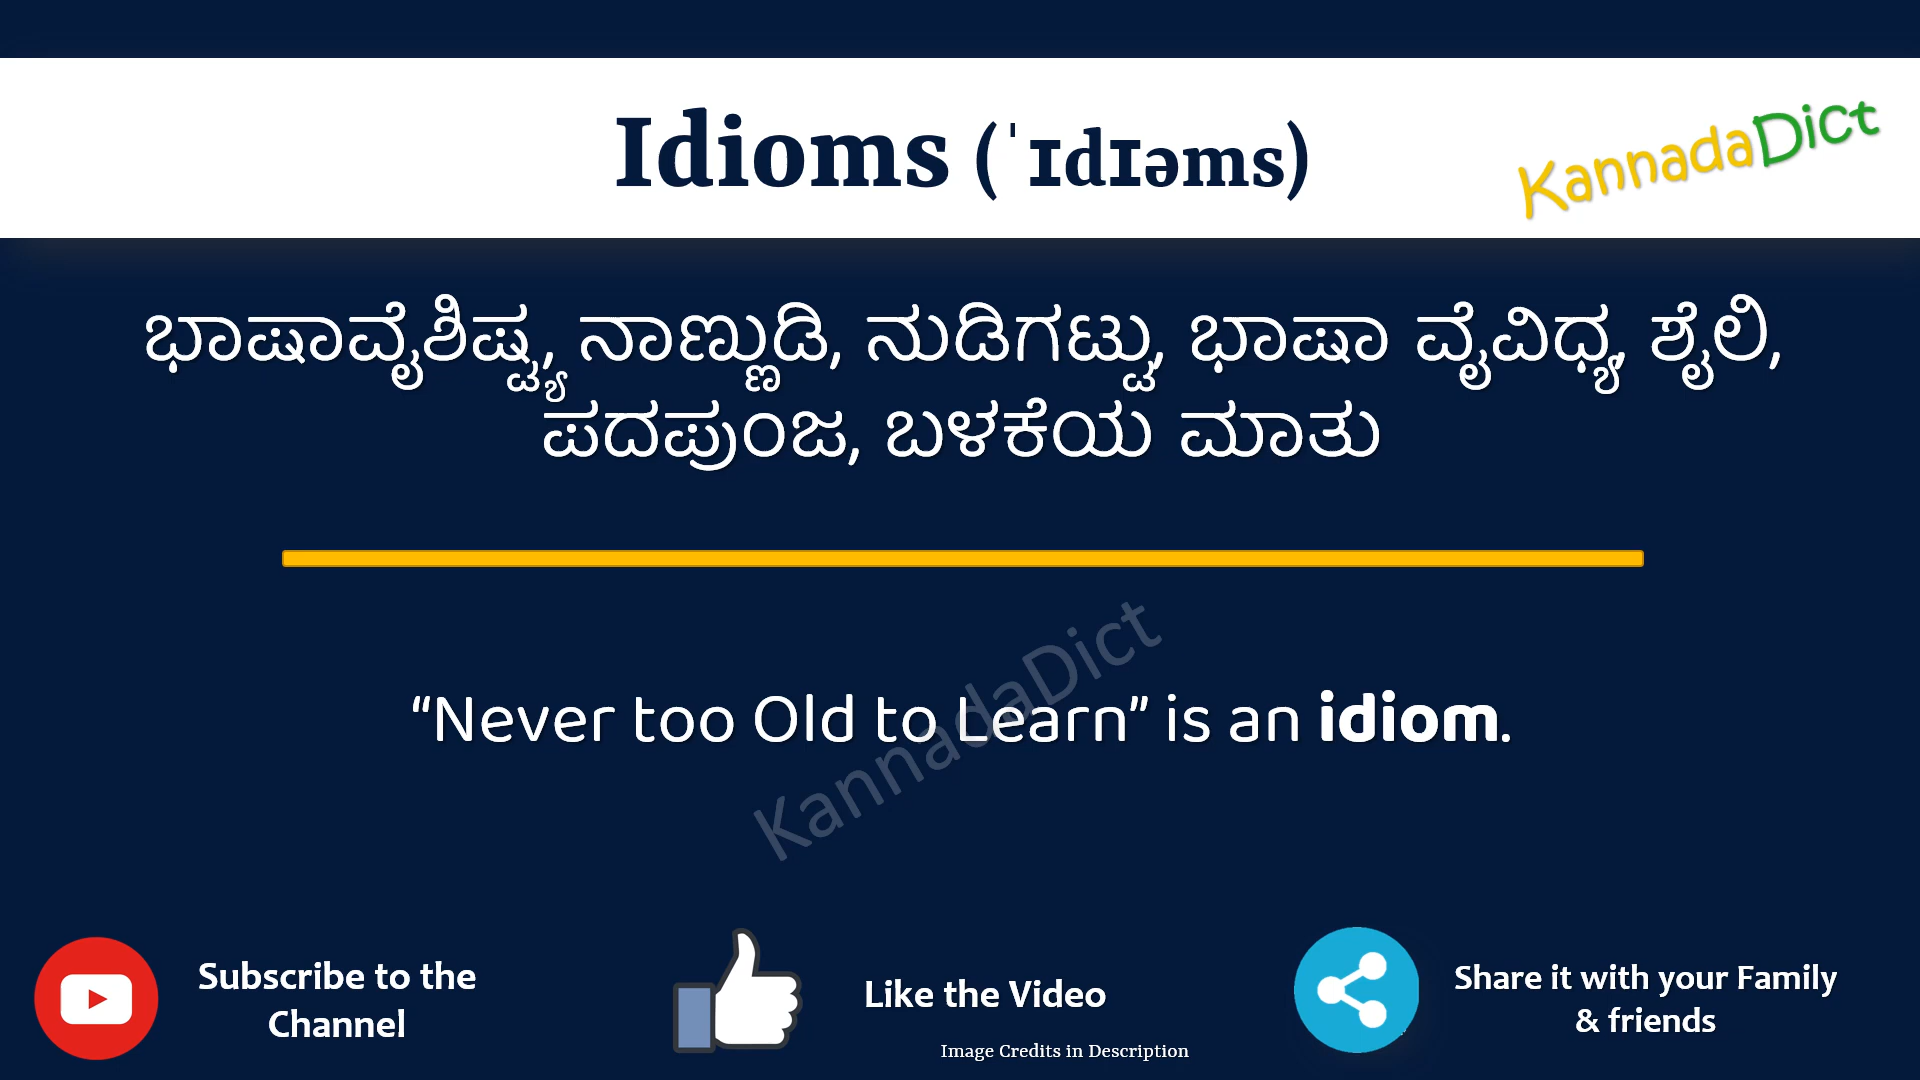 Idioms (ˈɪdɪəms)
KannadaDict
ಭಾಷಾವೈಶಿಷ್ಟ್ಯ, ನಾಣ್ಣುಡಿ, ನುಡಿಗಟ್ಟು, ಭಾಷಾ ವೈವಿಧ್ಯ, ಶೈಲಿ,
ಪದಪುಂಜ, ಬಳಕೆಯ ಮಾತು
“Never too Old to Learn” is an idiom.
KannadaDict
Subscribe to the
Channel
Like the Video
Share it with your Family
& friends
Image Credits in Description